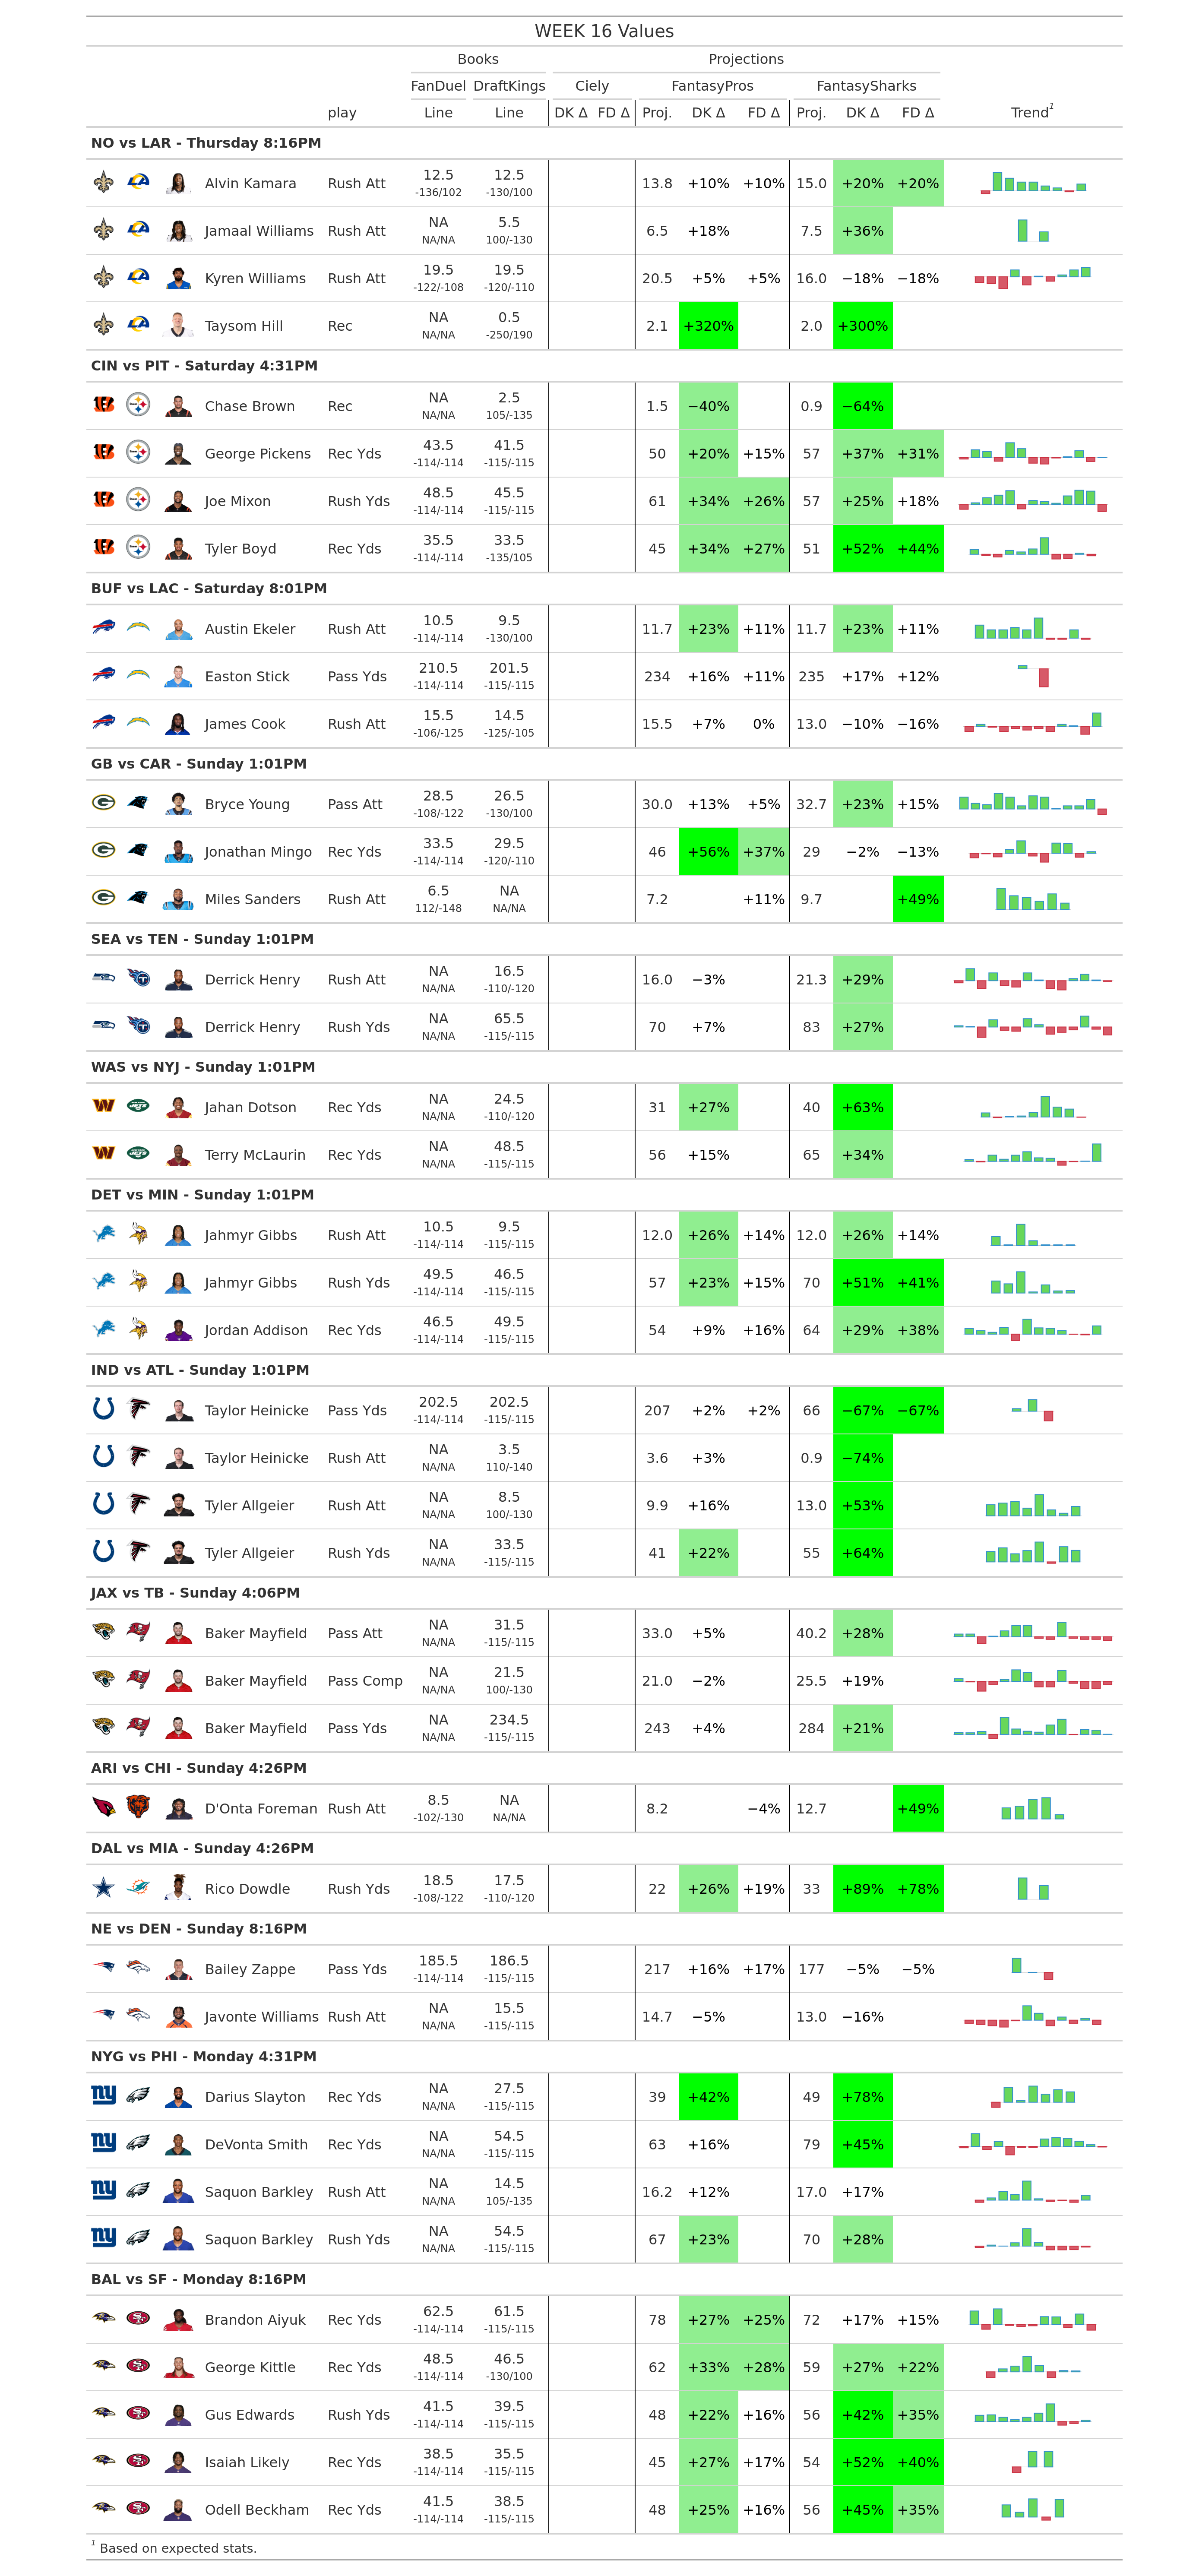 WEEK 16 Values
Books Projections
FanDuel DraftKings Ciely FantasyPros FantasySharks
play Line Line DK Δ FD Δ Proj. DK Δ FD Δ Proj. DK Δ FD Δ Trend1
NO vs LAR - Thursday 8:16PM
Alvin Kamara Rush Att 12.5 12.5 13.8 +10% +10% 15.0 +20% +20%
-136/102 -130/100
Jamaal Williams Rush Att NA 5.5 6.5 +18% 7.5 +36%
NA/NA 100/-130
Kyren Williams Rush Att 19.5 19.5 20.5 +5% +5% 16.0 −18% −18%
-122/-108 -120/-110
Taysom Hill Rec NA 0.5 2.1 +320% 2.0 +300%
NA/NA -250/190
CIN vs PIT - Saturday 4:31PM
Chase Brown Rec NA 2.5 1.5 −40% 0.9 −64%
NA/NA 105/-135
George Pickens Rec Yds 43.5 41.5 50 +20% +15% 57 +37% +31%
-114/-114 -115/-115
Joe Mixon Rush Yds 48.5 45.5 61 +34% +26% 57 +25% +18%
-114/-114 -115/-115
Tyler Boyd Rec Yds 35.5 33.5 45 +34% +27% 51 +52% +44%
-114/-114 -135/105
BUF vs LAC - Saturday 8:01PM
Austin Ekeler Rush Att 10.5 9.5 11.7 +23% +11% 11.7 +23% +11%
-114/-114 -130/100
Easton Stick Pass Yds 210.5 201.5 234 +16% +11% 235 +17% +12%
-114/-114 -115/-115
James Cook Rush Att 15.5 14.5 15.5 +7% 0% 13.0 −10% −16%
-106/-125 -125/-105
GB vs CAR - Sunday 1:01PM
Bryce Young Pass Att 28.5 26.5 30.0 +13% +5% 32.7 +23% +15%
-108/-122 -130/100
Jonathan Mingo Rec Yds 33.5 29.5 46 +56% +37% 29 −2% −13%
-114/-114 -120/-110
Miles Sanders Rush Att 6.5 NA 7.2 +11% 9.7 +49%
112/-148 NA/NA
SEA vs TEN - Sunday 1:01PM
Derrick Henry Rush Att NA 16.5 16.0 −3% 21.3 +29%
NA/NA -110/-120
Derrick Henry Rush Yds NA 65.5 70 +7% 83 +27%
NA/NA -115/-115
WAS vs NYJ - Sunday 1:01PM
Jahan Dotson Rec Yds NA 24.5 31 +27% 40 +63%
NA/NA -110/-120
Terry McLaurin Rec Yds NA 48.5 56 +15% 65 +34%
NA/NA -115/-115
DET vs MIN - Sunday 1:01PM
Jahmyr Gibbs Rush Att 10.5 9.5 12.0 +26% +14% 12.0 +26% +14%
-114/-114 -115/-115
Jahmyr Gibbs Rush Yds 49.5 46.5 57 +23% +15% 70 +51% +41%
-114/-114 -115/-115
Jordan Addison Rec Yds 46.5 49.5 54 +9% +16% 64 +29% +38%
-114/-114 -115/-115
IND vs ATL - Sunday 1:01PM
Taylor Heinicke Pass Yds 202.5 202.5 207 +2% +2% 66 −67% −67%
-114/-114 -115/-115
Taylor Heinicke Rush Att NA 3.5 3.6 +3% 0.9 −74%
NA/NA 110/-140
Tyler Allgeier Rush Att NA 8.5 9.9 +16% 13.0 +53%
NA/NA 100/-130
Tyler Allgeier Rush Yds NA 33.5 41 +22% 55 +64%
NA/NA -115/-115
JAX vs TB - Sunday 4:06PM
Baker Mayfield Pass Att NA 31.5 33.0 +5% 40.2 +28%
NA/NA -115/-115
Baker Mayfield Pass Comp NA 21.5 21.0 −2% 25.5 +19%
NA/NA 100/-130
Baker Mayfield Pass Yds NA 234.5 243 +4% 284 +21%
NA/NA -115/-115
ARI vs CHI - Sunday 4:26PM
D'Onta Foreman Rush Att 8.5 NA 8.2 −4% 12.7 +49%
-102/-130 NA/NA
DAL vs MIA - Sunday 4:26PM
Rico Dowdle Rush Yds 18.5 17.5 22 +26% +19% 33 +89% +78%
-108/-122 -110/-120
NE vs DEN - Sunday 8:16PM
Bailey Zappe Pass Yds 185.5 186.5 217 +16% +17% 177 −5% −5%
-114/-114 -115/-115
Javonte Williams Rush Att NA 15.5 14.7 −5% 13.0 −16%
NA/NA -115/-115
NYG vs PHI - Monday 4:31PM
Darius Slayton Rec Yds NA 27.5 39 +42% 49 +78%
NA/NA -115/-115
DeVonta Smith Rec Yds NA 54.5 63 +16% 79 +45%
NA/NA -115/-115
Saquon Barkley Rush Att NA 14.5 16.2 +12% 17.0 +17%
NA/NA 105/-135
Saquon Barkley Rush Yds NA 54.5 67 +23% 70 +28%
NA/NA -115/-115
BAL vs SF - Monday 8:16PM
Brandon Aiyuk Rec Yds 62.5 61.5 78 +27% +25% 72 +17% +15%
-114/-114 -115/-115
George Kittle Rec Yds 48.5 46.5 62 +33% +28% 59 +27% +22%
-114/-114 -130/100
Gus Edwards Rush Yds 41.5 39.5 48 +22% +16% 56 +42% +35%
-114/-114 -115/-115
Isaiah Likely Rec Yds 38.5 35.5 45 +27% +17% 54 +52% +40%
-114/-114 -115/-115
Odell Beckham Rec Yds 41.5 38.5 48 +25% +16% 56 +45% +35%
-114/-114 -115/-115
1 Based on expected stats.